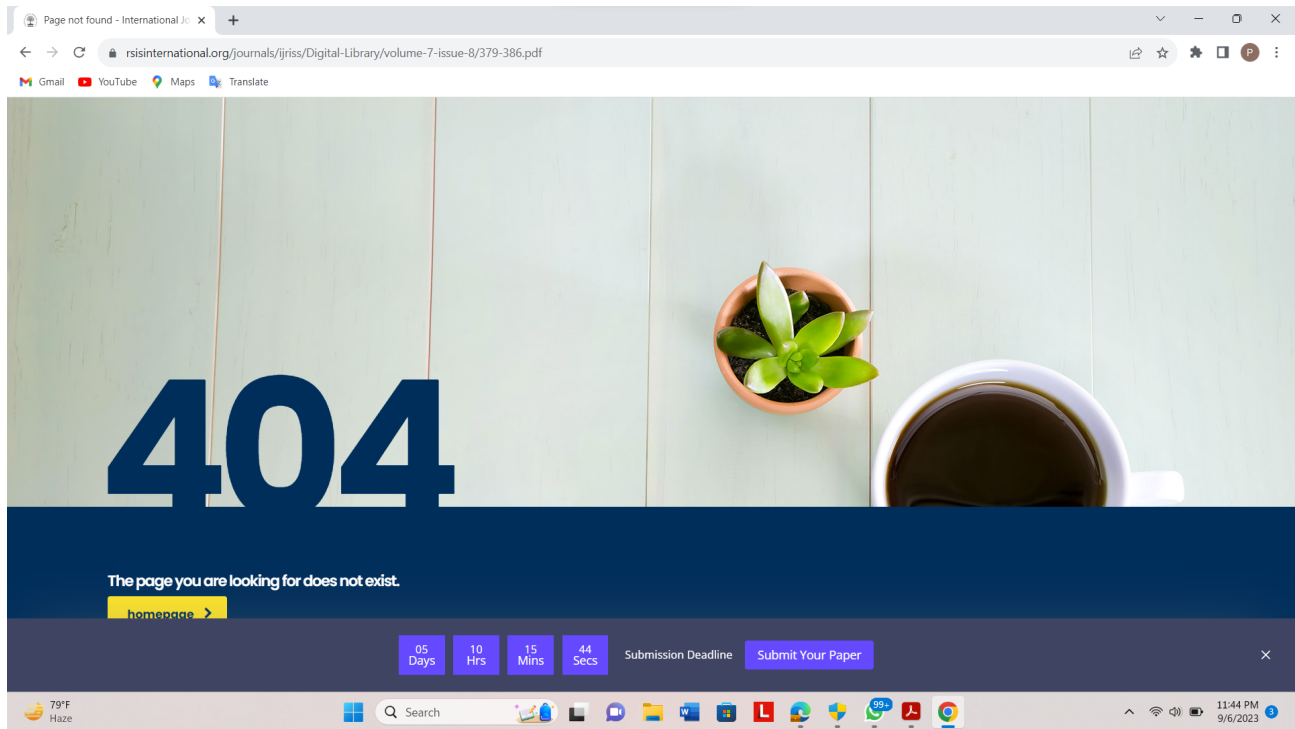 Page not found - International Jo
rsisinternational.org/journals/ijriss/Digital-Library/volume-7-issue-8/379-386.pdf
P
Gmail YouTube Maps Translate
404
The page you are looking for does not exist.
homepage
05 10 15 44
Days Hrs Mins Secs
Submission Deadline Submit Your Paper
79°F
Haze
Search
W
L
99+
11:44 PM
9/6/2023
3